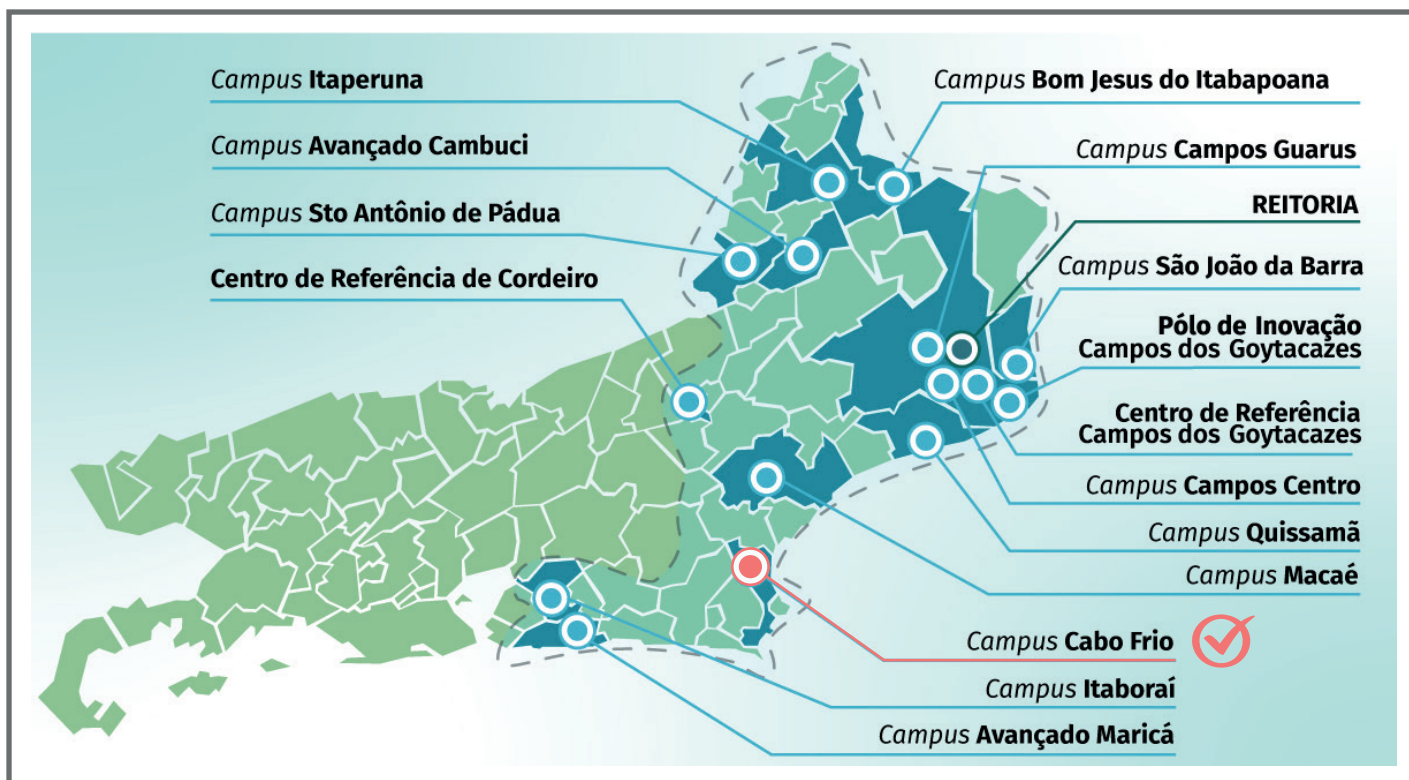 Campus Itaperuna
Campus Avançado Cambuci
Campus Sto Antônio de Pádua
Centro de Referência de Cordeiro
Campus Bom Jesus do Itabapoana
Campus Campos Guarus
REITORIA
Campus São João da Barra
Pólo de Inovação
Campos dos Goytacazes
Centro de Referência
Campos dos Goytacazes
Campus Campos Centro
Campus Quissamã
Campus Macaé
Campus Cabo Frio
Campus Itaboraí
Campus Avançado Maricá